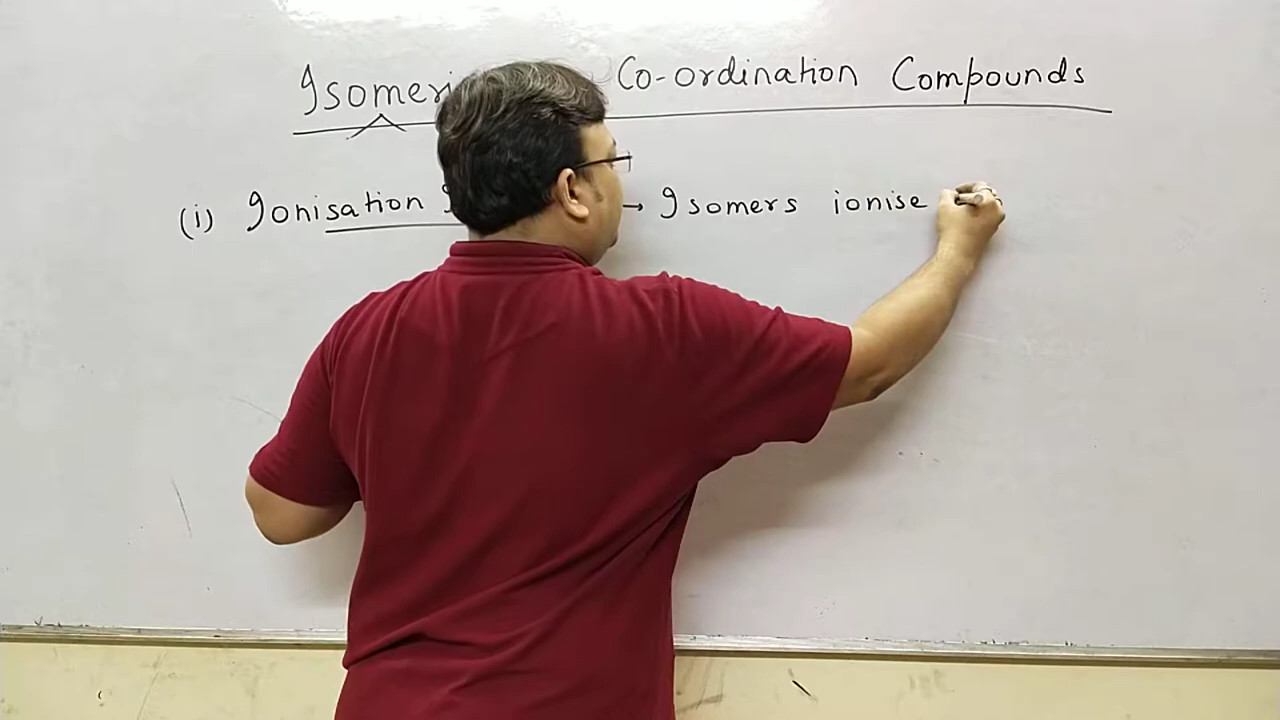 Isomeri Co-ordination Compounds
(i) Ionisation → Isomers ionise